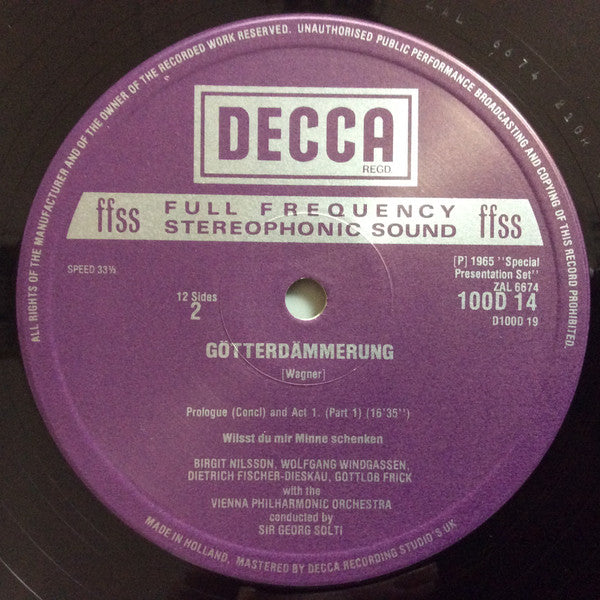 ALL RIGHTS OF THE MANUFACTURER AND OF THE OWNER OF THE RECORDED WORK RESERVED. UNAUTHORISED PUBLIC PERFORMANCE BROADCASTING AND COPYING OF THIS RECORD PROHIBITED.
ZAL 6674
DECCA
REGD
ffss FULL FREQUENCY ffss
STEREOPHONIC SOUND
SPEED 33⅓
[P] 1965 "Special
Presentation Set"
ZAL 6674
12 Sides
2
100D 14
D100D 19
GÖTTERDÄMMERUNG
[Wagner]
Prologue (Concl) and Act 1. (Part 1) (16'35'')
Wilsst du mir Minne schenken
BIRGIT NILSSON, WOLFGANG WINDGASSEN,
DIETRICH FISCHER-DIESKAU, GOTTLOB FRICK
with the
VIENNA PHILHARMONIC ORCHESTRA
conducted by
SIR GEORG SOLTI
MADE IN HOLLAND, MASTERED BY DECCA RECORDING STUDIO'S UK